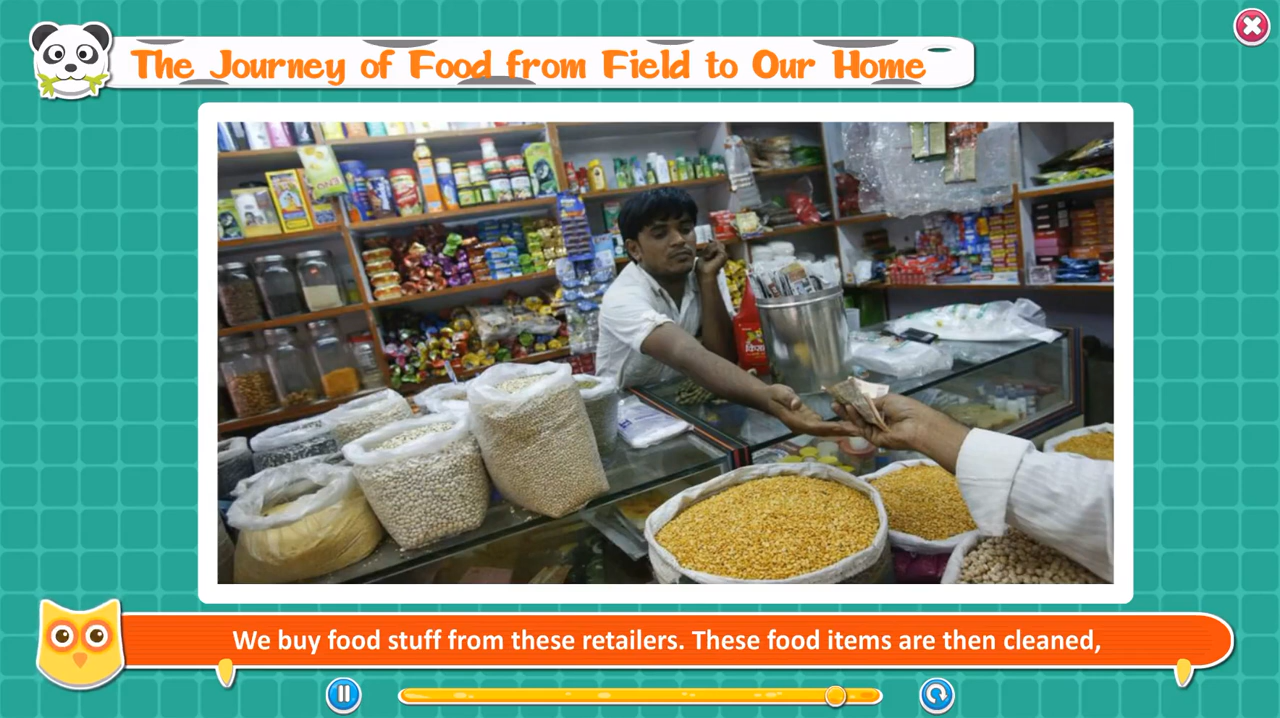 The Journey of Food from Field to Our Home
We buy food stuff from these retailers. These food items are then cleaned,